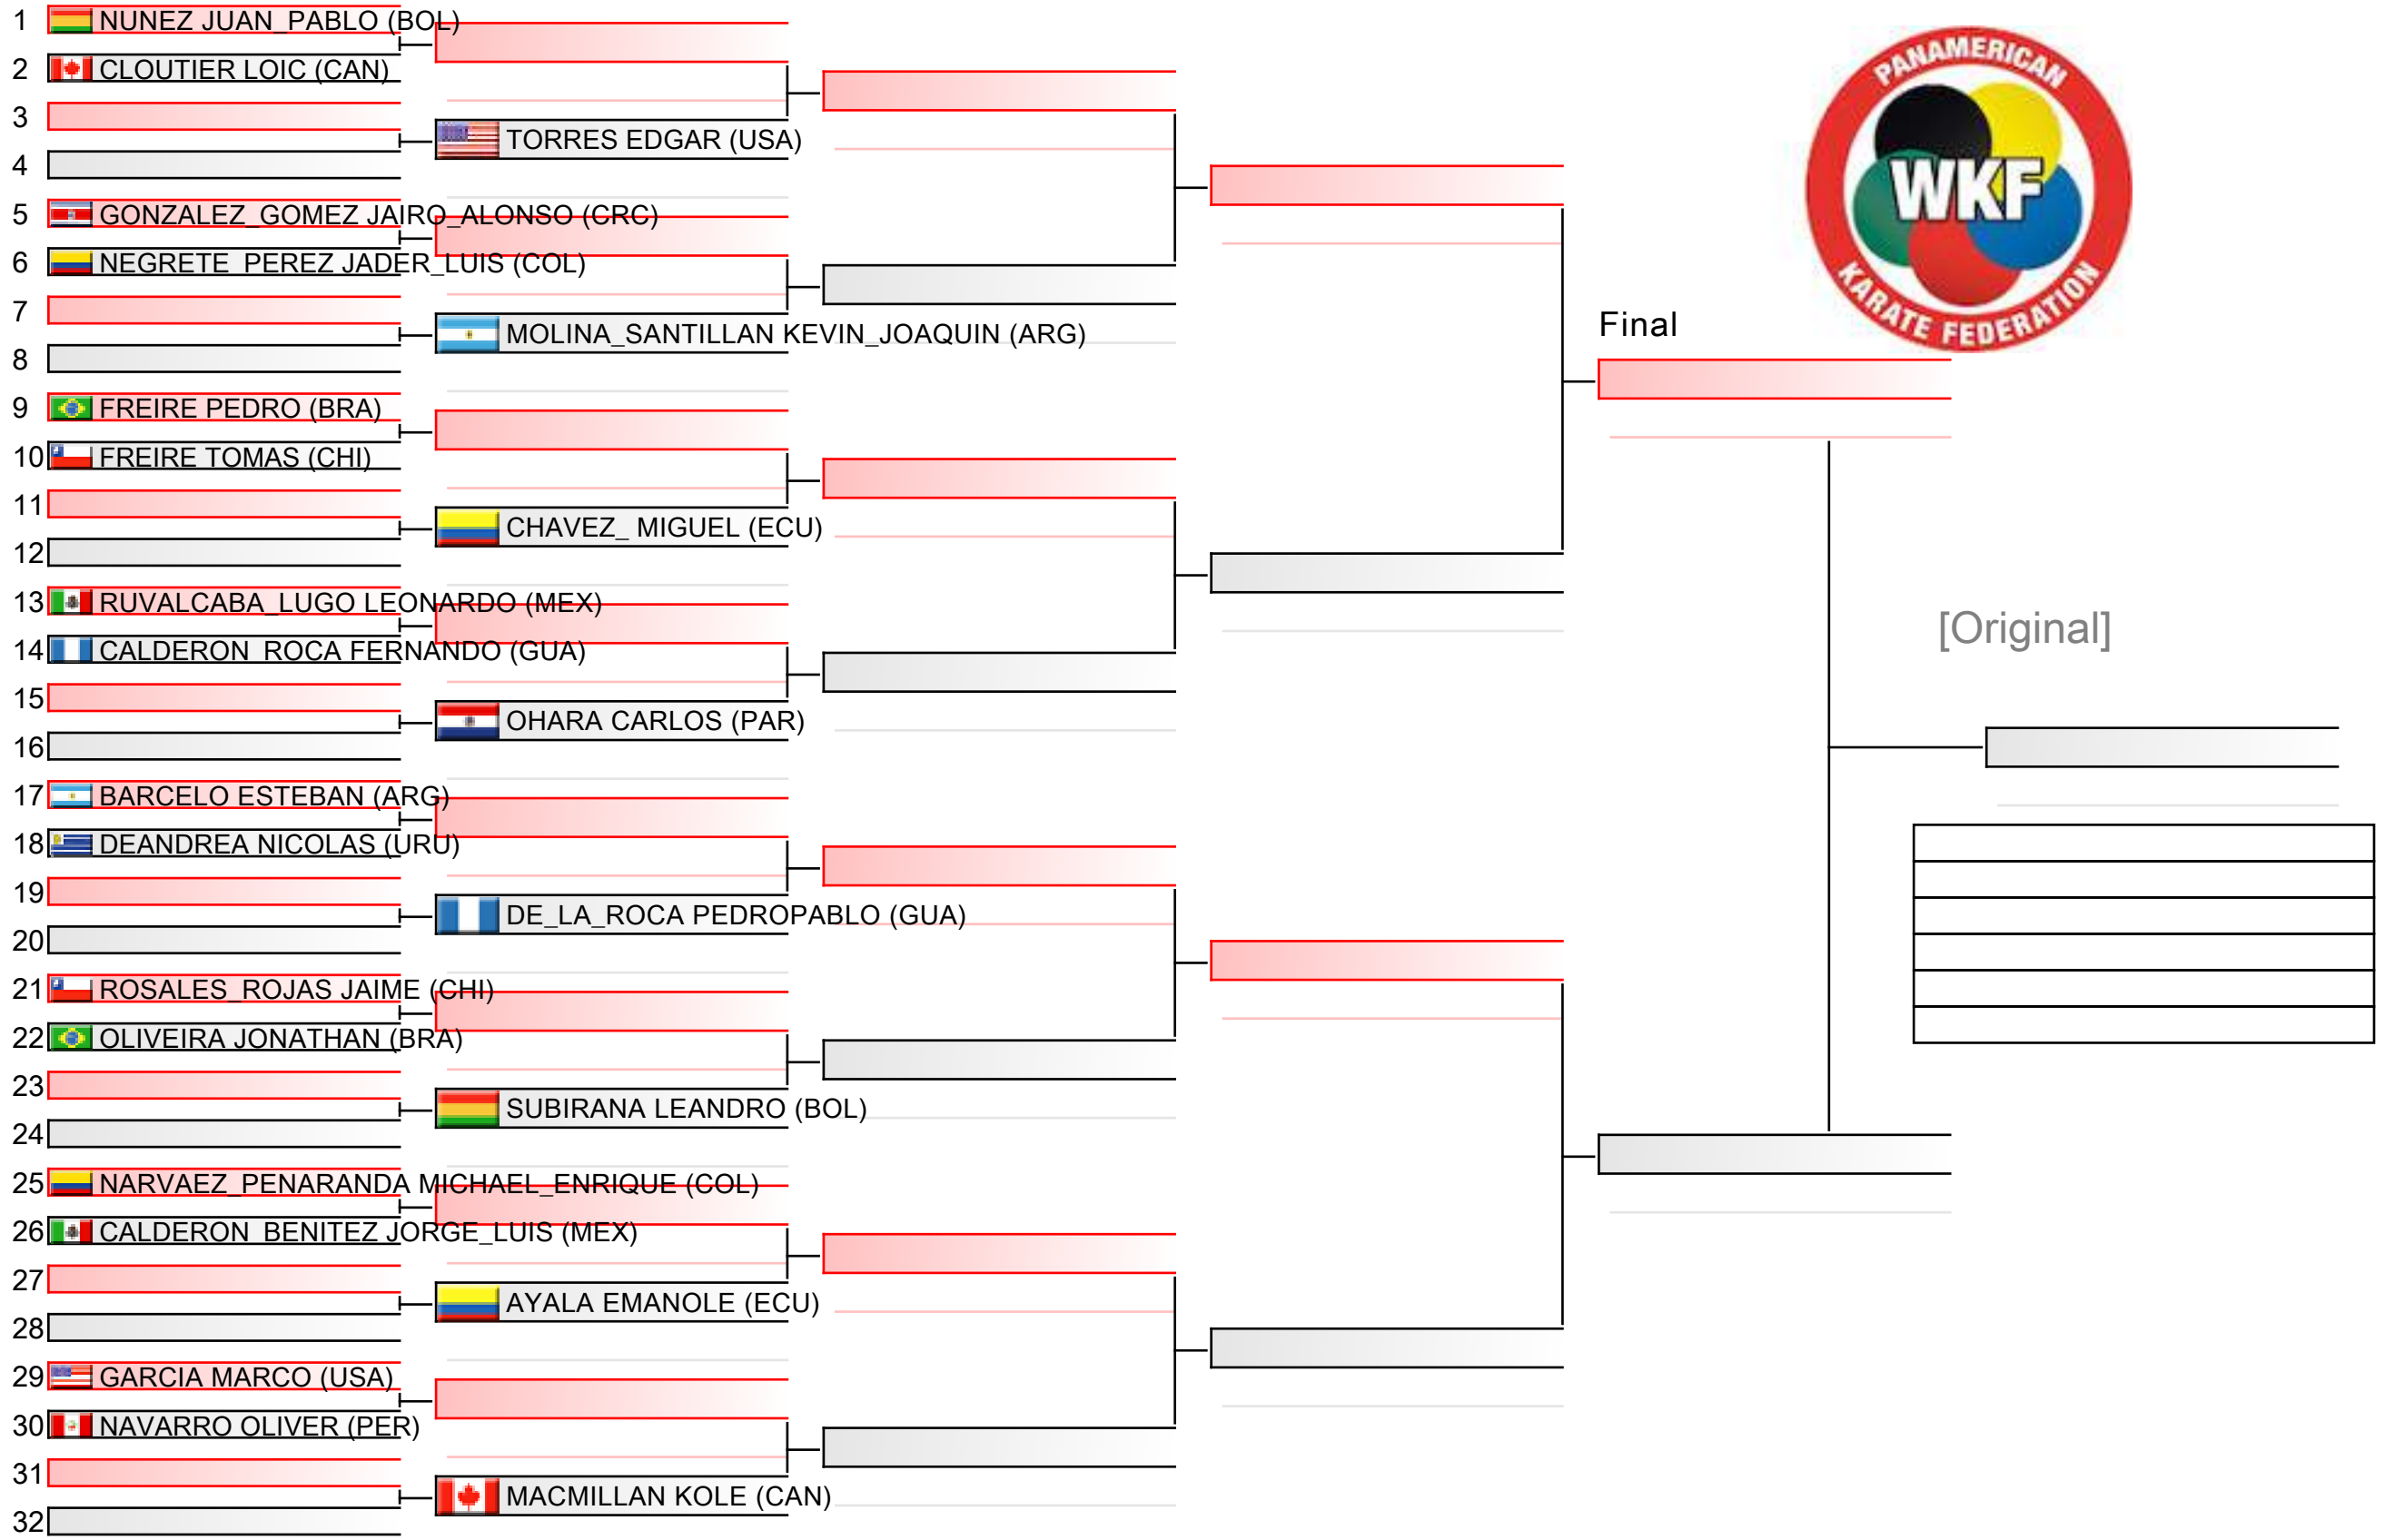 1 NUNEZ JUAN_PABLO (BOL)
2 CLOUTIER LOIC (CAN)
3
TORRES EDGAR (USA)
4
5 GONZALEZ_GOMEZ JAIRO_ALONSO (CRC)
6 NEGRETE_PEREZ JADER_LUIS (COL)
7
MOLINA_SANTILLAN KEVIN_JOAQUIN (ARG)
8
9 FREIRE PEDRO (BRA)
10 FREIRE TOMAS (CHI)
11
CHAVEZ_ MIGUEL (ECU)
12
13 RUVALCABA_LUGO LEONARDO (MEX)
14 CALDERON_ROCA FERNANDO (GUA)
15
OHARA CARLOS (PAR)
16
17 BARCELO ESTEBAN (ARG)
18 DEANDREA NICOLAS (URU)
19
DE_LA_ROCA PEDROPABLO (GUA)
20
21 ROSALES_ROJAS JAIME (CHI)
22 OLIVEIRA JONATHAN (BRA)
23
SUBIRANA LEANDRO (BOL)
24
25 NARVAEZ_PENARANDA MICHAEL_ENRIQUE (COL)
26 CALDERON_BENITEZ JORGE_LUIS (MEX)
27
AYALA EMANOLE (ECU)
28
29 GARCIA MARCO (USA)
30 NAVARRO OLIVER (PER)
31
MACMILLAN KOLE (CAN)
32
PANAMERICAN
WKF
KARATE FEDERATION
Final
[Original]